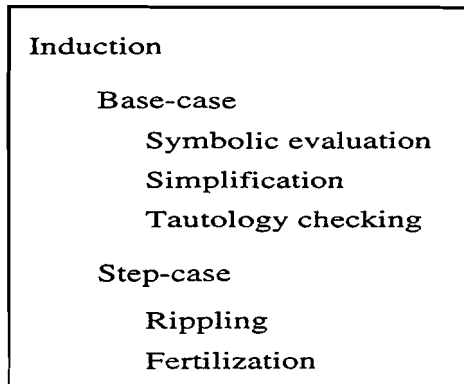 Induction
Base-case
Symbolic evaluation
Simplification
Tautology checking
Step-case
Rippling
Fertilization